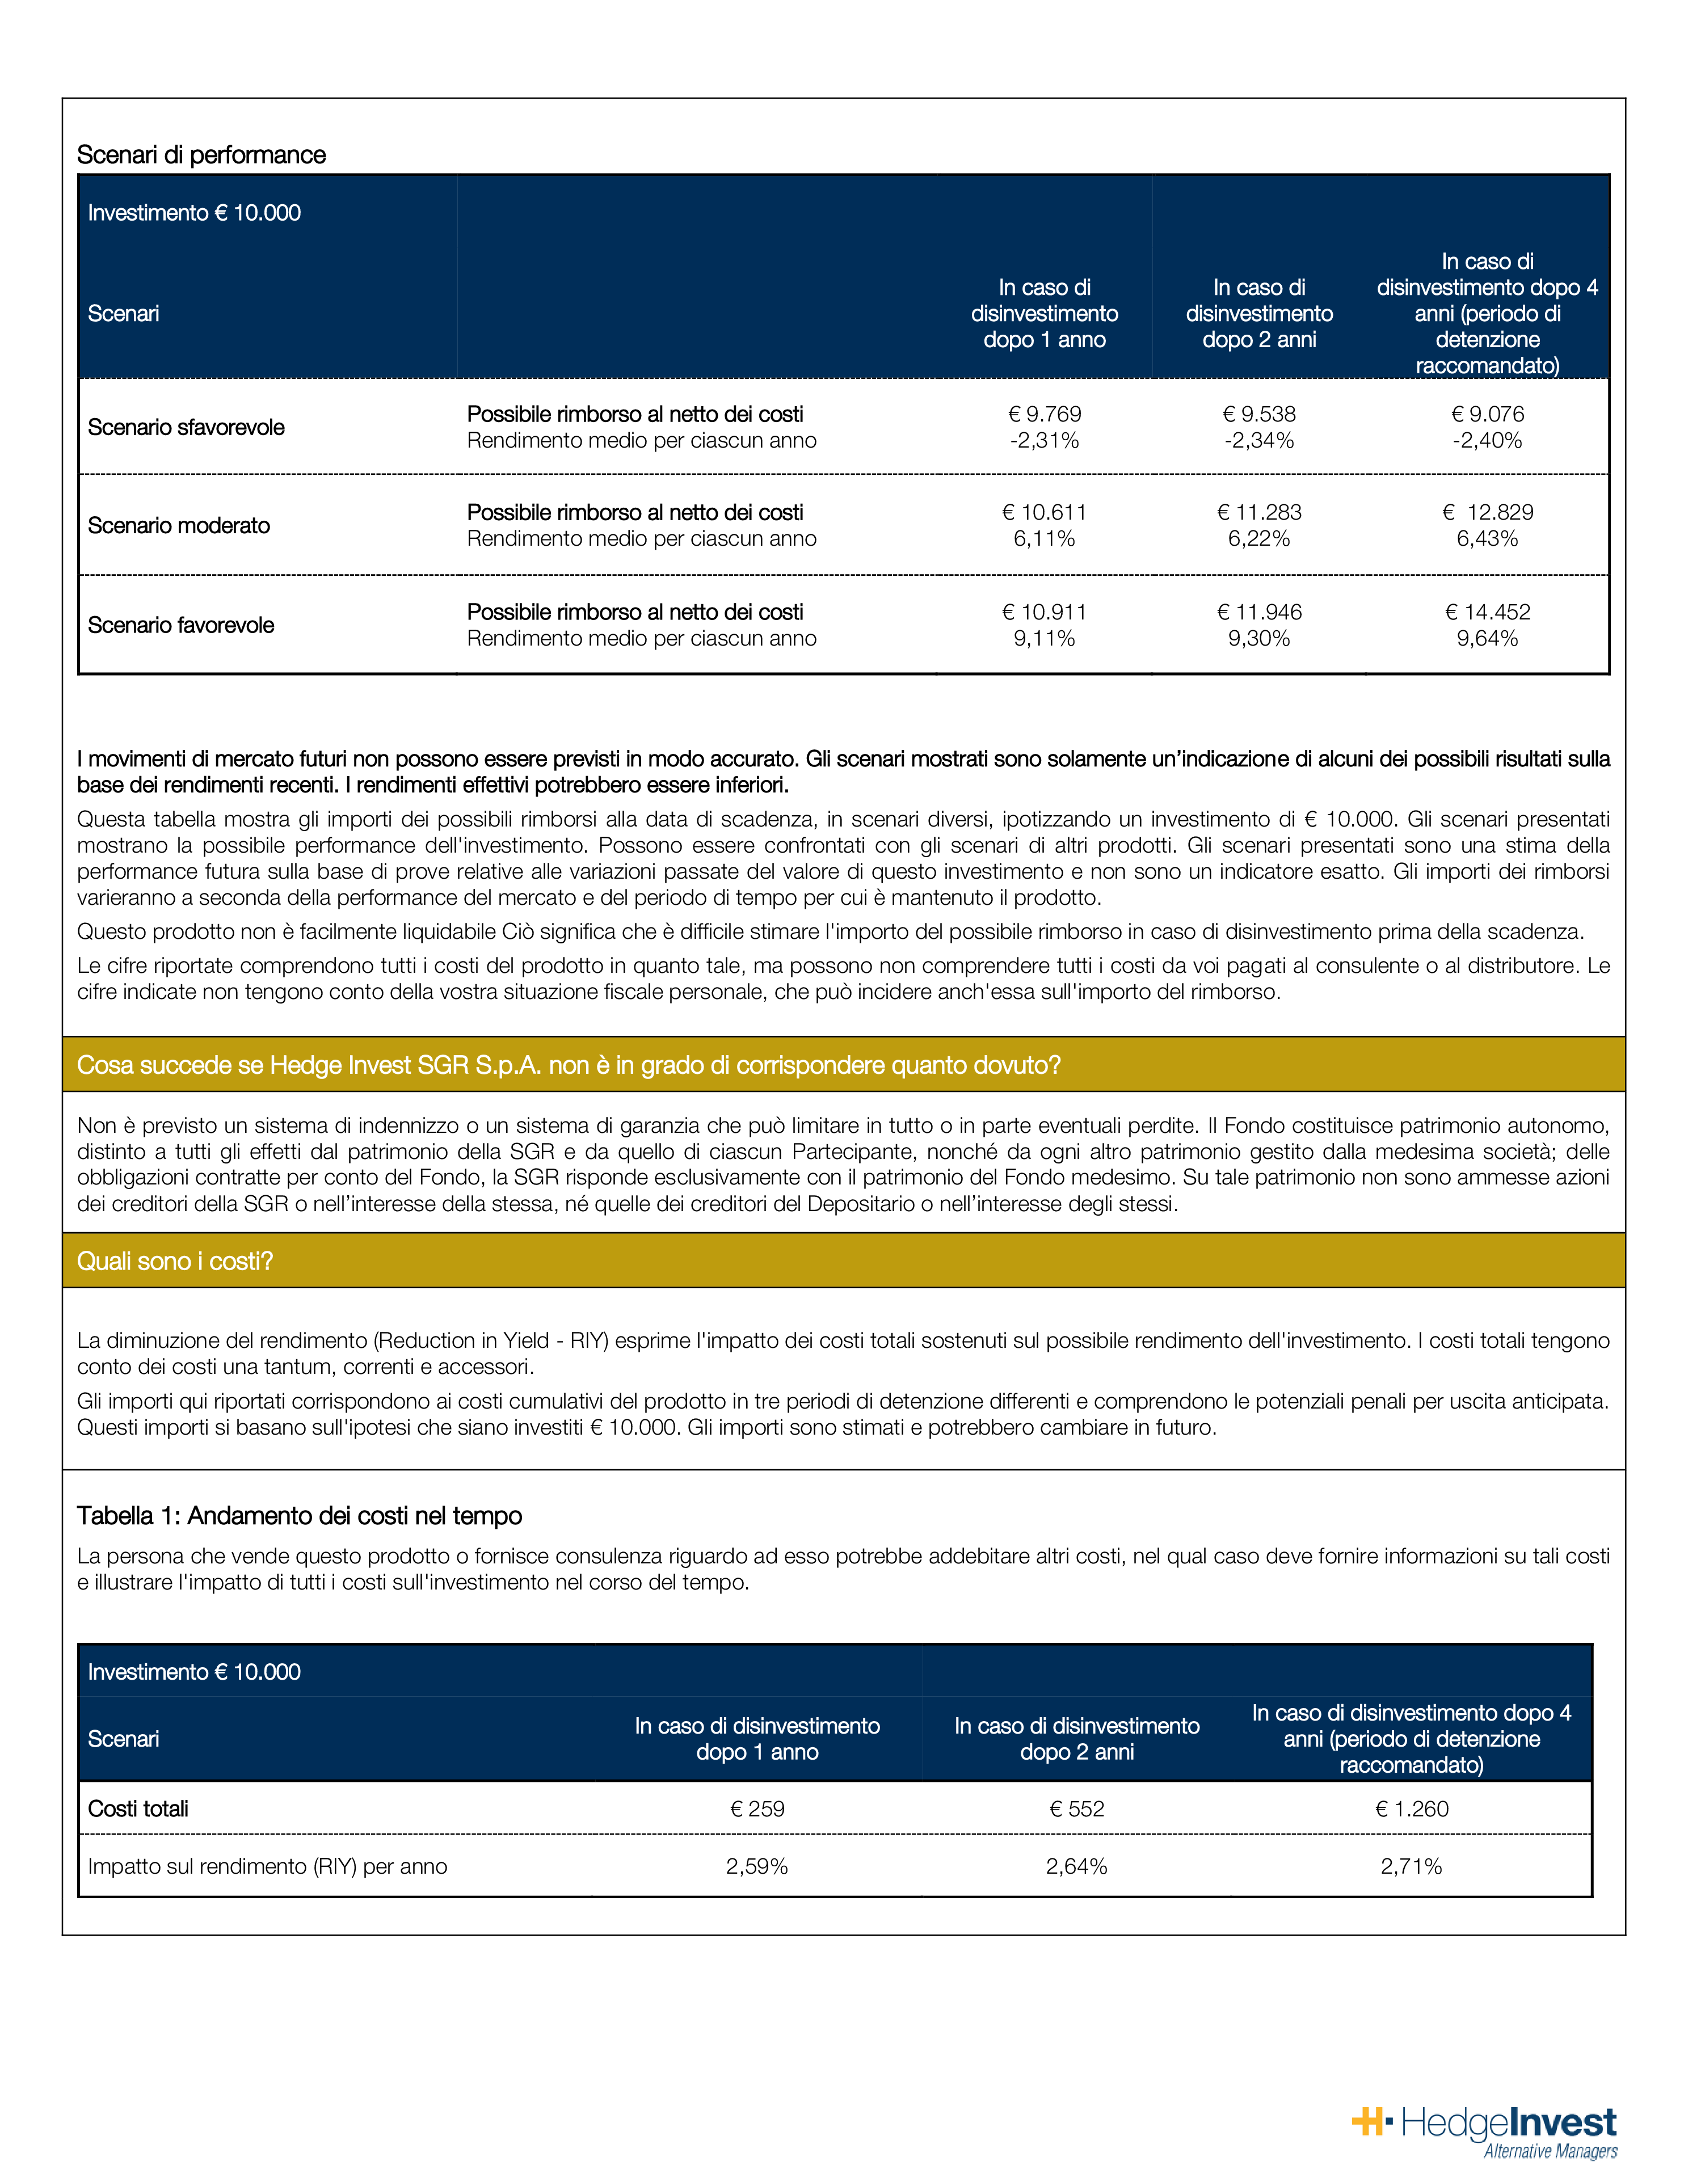 Scenari di performance
Investimento € 10.000
Scenari
In caso di
disinvestimento
dopo 1 anno
In caso di
disinvestimento
dopo 2 anni
In caso di
disinvestimento dopo 4
anni (periodo di
detenzione
raccomandato)
Scenario sfavorevole
Possibile rimborso al netto dei costi
Rendimento medio per ciascun anno
€ 9.769
-2,31%
€ 9.538
-2,34%
€ 9.076
-2,40%
Scenario moderato
Possibile rimborso al netto dei costi
Rendimento medio per ciascun anno
€ 10.611
6,11%
€ 11.283
6,22%
€ 12.829
6,43%
Scenario favorevole
Possibile rimborso al netto dei costi
Rendimento medio per ciascun anno
€ 10.911
9,11%
€ 11.946
9,30%
€ 14.452
9,64%
I movimenti di mercato futuri non possono essere previsti in modo accurato. Gli scenari mostrati sono solamente un’indicazione di alcuni dei possibili risultati sulla
base dei rendimenti recenti. I rendimenti effettivi potrebbero essere inferiori.
Questa tabella mostra gli importi dei possibili rimborsi alla data di scadenza, in scenari diversi, ipotizzando un investimento di € 10.000. Gli scenari presentati
mostrano la possibile performance dell'investimento. Possono essere confrontati con gli scenari di altri prodotti. Gli scenari presentati sono una stima della
performance futura sulla base di prove relative alle variazioni passate del valore di questo investimento e non sono un indicatore esatto. Gli importi dei rimborsi
varieranno a seconda della performance del mercato e del periodo di tempo per cui è mantenuto il prodotto.
Questo prodotto non è facilmente liquidabile Ciò significa che è difficile stimare l'importo del possibile rimborso in caso di disinvestimento prima della scadenza.
Le cifre riportate comprendono tutti i costi del prodotto in quanto tale, ma possono non comprendere tutti i costi da voi pagati al consulente o al distributore. Le
cifre indicate non tengono conto della vostra situazione fiscale personale, che può incidere anch'essa sull'importo del rimborso.
Cosa succede se Hedge Invest SGR S.p.A. non è in grado di corrispondere quanto dovuto?
Non è previsto un sistema di indennizzo o un sistema di garanzia che può limitare in tutto o in parte eventuali perdite. Il Fondo costituisce patrimonio autonomo,
distinto a tutti gli effetti dal patrimonio della SGR e da quello di ciascun Partecipante, nonché da ogni altro patrimonio gestito dalla medesima società; delle
obbligazioni contratte per conto del Fondo, la SGR risponde esclusivamente con il patrimonio del Fondo medesimo. Su tale patrimonio non sono ammesse azioni
dei creditori della SGR o nell’interesse della stessa, né quelle dei creditori del Depositario o nell’interesse degli stessi.
Quali sono i costi?
La diminuzione del rendimento (Reduction in Yield - RIY) esprime l'impatto dei costi totali sostenuti sul possibile rendimento dell'investimento. I costi totali tengono
conto dei costi una tantum, correnti e accessori.
Gli importi qui riportati corrispondono ai costi cumulativi del prodotto in tre periodi di detenzione differenti e comprendono le potenziali penali per uscita anticipata.
Questi importi si basano sull'ipotesi che siano investiti € 10.000. Gli importi sono stimati e potrebbero cambiare in futuro.
Tabella 1: Andamento dei costi nel tempo
La persona che vende questo prodotto o fornisce consulenza riguardo ad esso potrebbe addebitare altri costi, nel qual caso deve fornire informazioni su tali costi
e illustrare l'impatto di tutti i costi sull'investimento nel corso del tempo.
Investimento € 10.000
Scenari
In caso di disinvestimento
dopo 1 anno
In caso di disinvestimento
dopo 2 anni
In caso di disinvestimento dopo 4
anni (periodo di detenzione
raccomandato)
Costi totali
€ 259
€ 552
€ 1.260
Impatto sul rendimento (RIY) per anno
2,59%
2,64%
2,71%
HedgeInvest
Alternative Managers